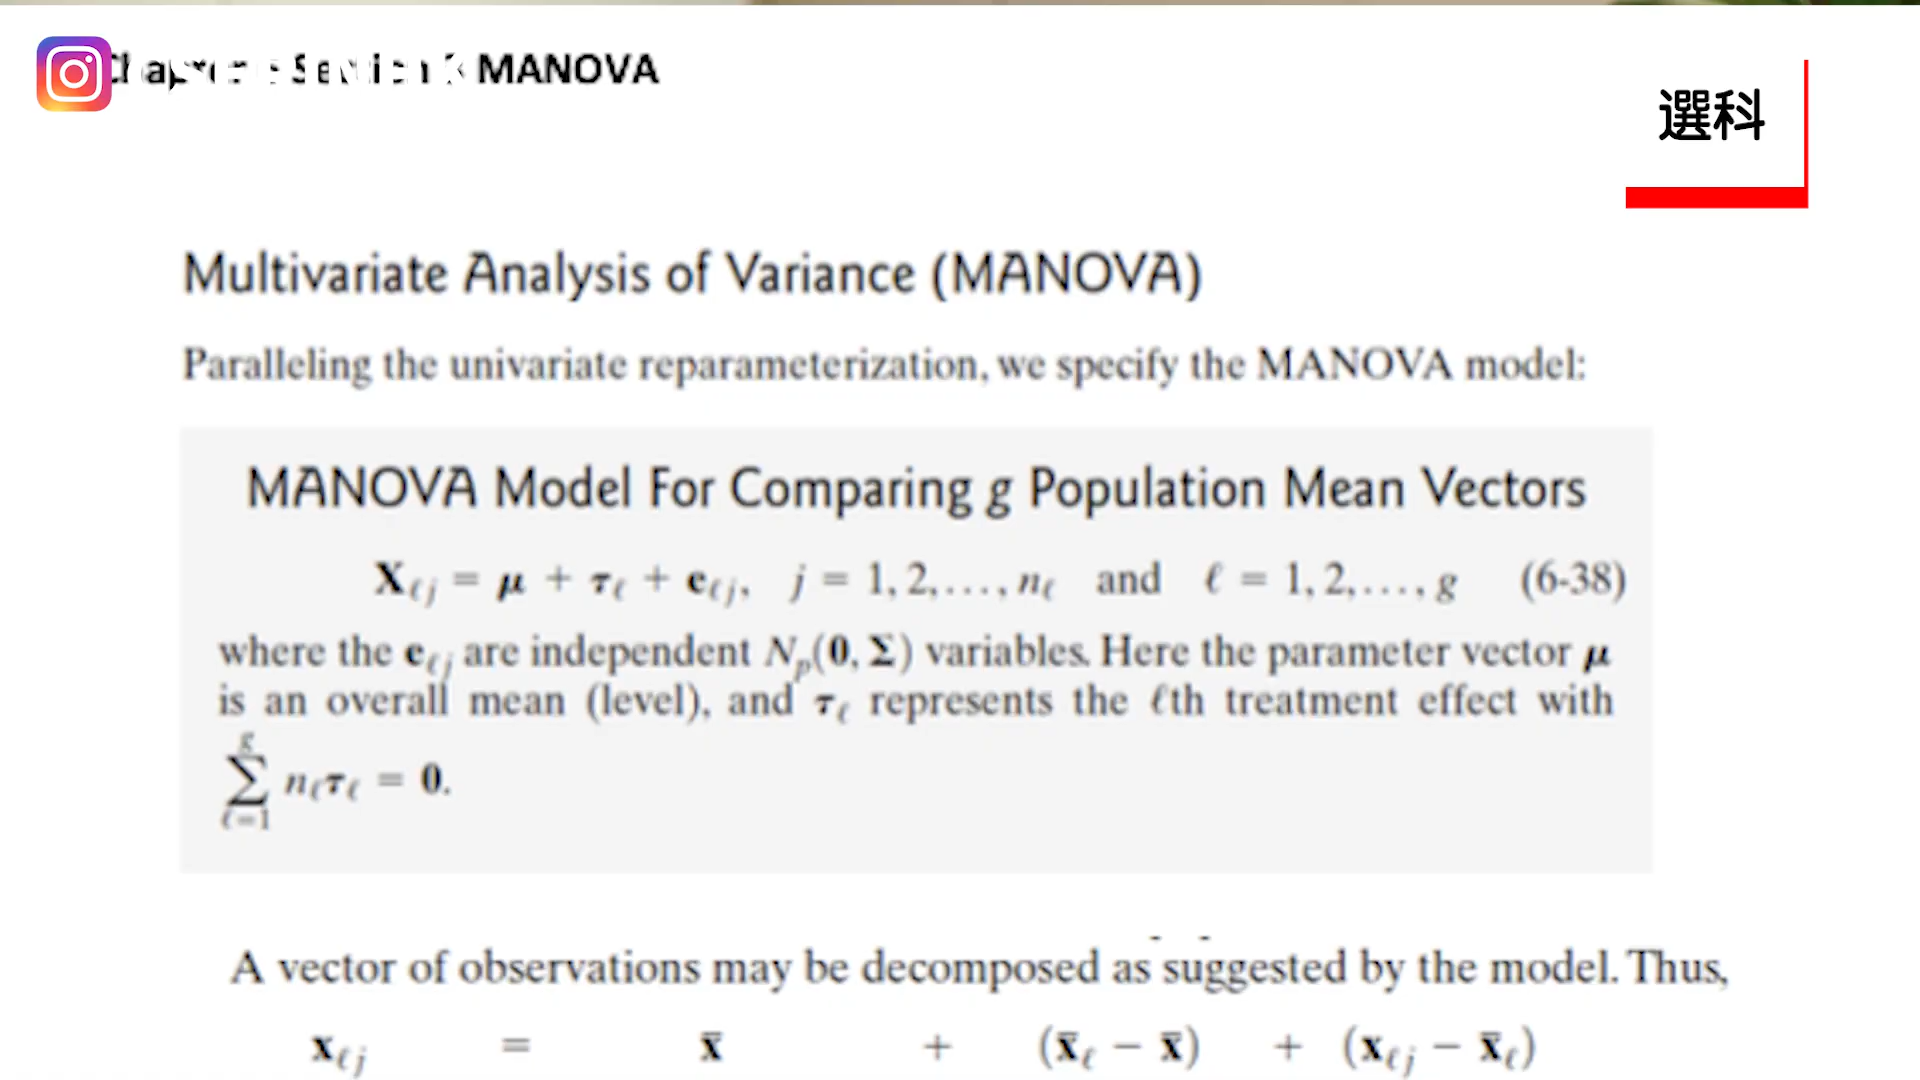 MANOVA
選科
Multivariate Analysis of Variance (MANOVA)
Paralleling the univariate reparameterization, we specify the MANOVA model:
MANOVA Model For Comparing g Population Mean Vectors
X_ℓj = μ + τ_ℓ + e_ℓj, j = 1, 2, ..., n_ℓ and ℓ = 1, 2, ..., g (6-38)
where the e_ℓj are independent N_p(0, Σ) variables. Here the parameter vector μ
is an overall mean (level), and τ_ℓ represents the ℓth treatment effect with
∑_{ℓ=1}^{g} n_ℓτ_ℓ = 0.
A vector of observations may be decomposed as suggested by the model. Thus,
x_ℓj = x̄ + (x̄_ℓ − x̄) + (x_ℓj − x̄_ℓ)